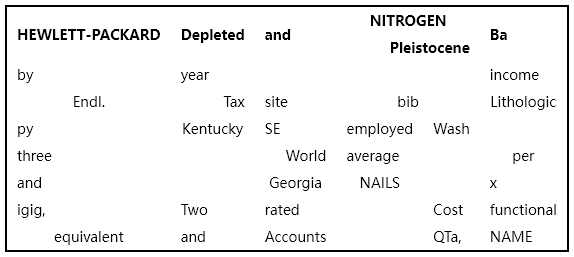 HEWLETT-PACKARD Depleted and NITROGEN Pleistocene Ba
by year income
Endl. Tax site bib Lithologic
py Kentucky SE employed Wash
three World average per
and Georgia NAILS x
igig, Two rated Cost functional
equivalent and Accounts QTa, NAME